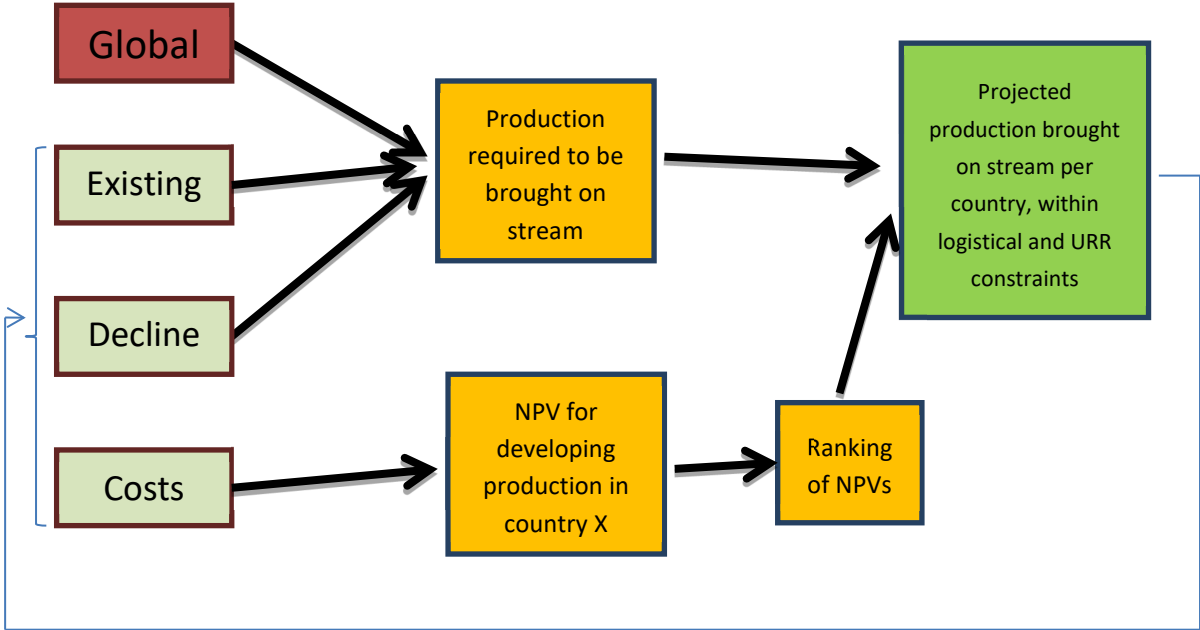 Global
Existing
Decline
Costs
Production
required to be
brought on
stream
NPV for
developing
production in
country X
Ranking
of NPVs
Projected
production brought
on stream per
country, within
logistical and URR
constraints